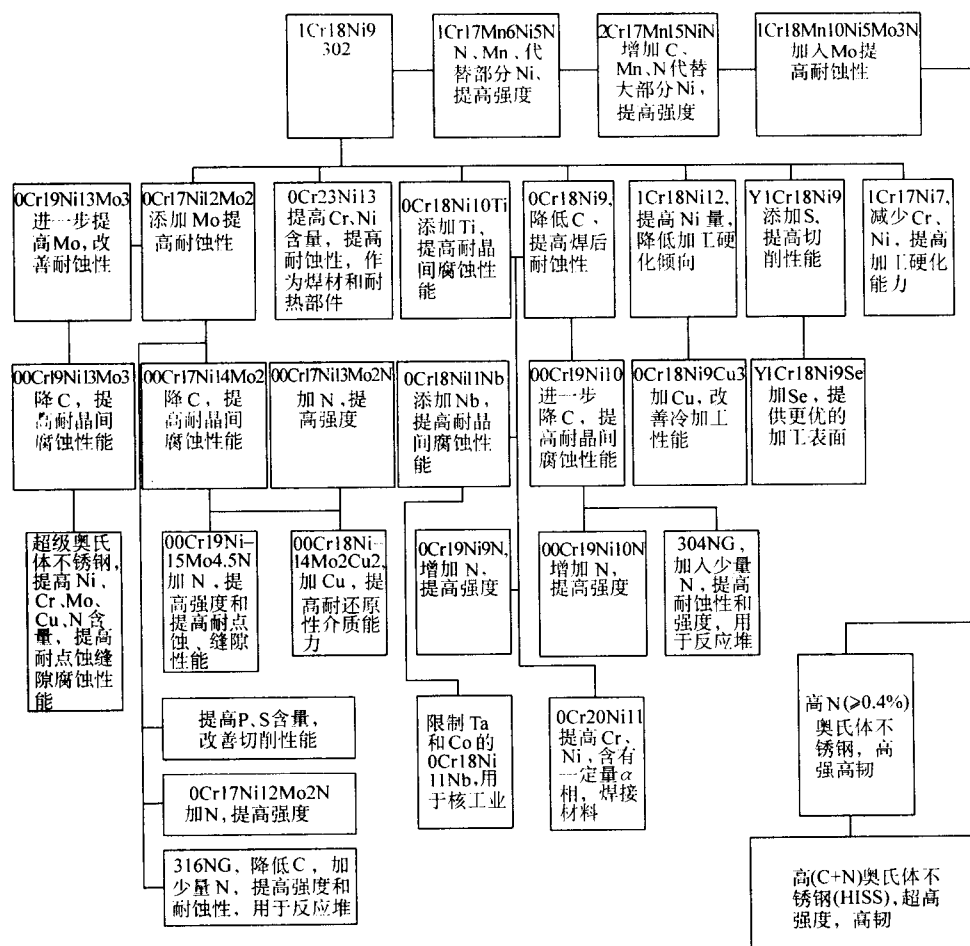 1Cr18Ni9
302
1Cr17Mn6Ni5N
N、Mn、代
替部分Ni、
提高强度
2Cr17Mn15NiN
增加C、
Mn、N代替
大部分Ni，
提高强度
1Cr18Mn10Ni5Mo3N
加入Mo提
高耐蚀性
0Cr19Ni13Mo3
进一步提
高Mo，改
善耐蚀性
0Cr17Ni12Mo2
添加Mo提
高耐蚀性
0Cr23Ni13
提高Cr、Ni
含量，提高
耐蚀性，作
为焊材和耐
热部件
0Cr18Ni10Ti
添加Ti，
提高耐晶
间腐蚀性
能
0Cr18Ni9，
降低C，
提高焊后
耐蚀性
1Cr18Ni12，
提高Ni量，
降低加工硬
化倾向
Y1Cr18Ni9
添加S，
提高切
削性能
1Cr17Ni7，
减少Cr、
Ni，提高
加工硬化
能力
00Cr19Ni13Mo3
降C，提
高耐晶间
腐蚀性能
00Cr17Ni14Mo2
降C，提
高耐晶间
腐蚀性能
00Cr17Ni13Mo2N
加N，提
高强度
0Cr18Ni11Nb
添加Nb，
提高耐晶
间腐蚀性
能
00Cr19Ni10
进一步
降C，提
高耐晶间
腐蚀性能
0Cr18Ni9Cu3
加Cu，改
善冷加工
性能
Y1Cr18Ni9Se
加Se，提
供更优的
加工表面
超级奥氏
体不锈钢，
提高Ni、
Cr、Mo、
Cu、N含
量，提高
耐点蚀缝
隙腐蚀性
能
00Cr19Ni–
15Mo4.5N
加N，提
高强度和
提高耐点
蚀、缝隙
性能
00Cr18Ni–
14Mo2Cu2，
加Cu，提
高耐还原
性介质能
力
0Cr19Ni9N，
增加N、
提高强度
00Cr19Ni10N
增加N，
提高强度
304NG，
加入少量
N，提高
耐蚀性和
强度，用
于反应堆
提高P、S含量，
改善切削性能
0Cr17Ni12Mo2N
加N，提高强度
316NG、降低C，加
少量N，提高强度和
耐蚀性，用于反应堆
限制Ta
和Co的
0Cr18Ni
11Nb，用
于核工业
0Cr20Ni11
提高Cr、
Ni，含有
一定量α
相，焊接
材料
高N(≥0.4%)
奥氏体不
锈钢，高
强高韧
高(C+N)奥氏体不
锈钢(HISS)，超高
强度，高韧